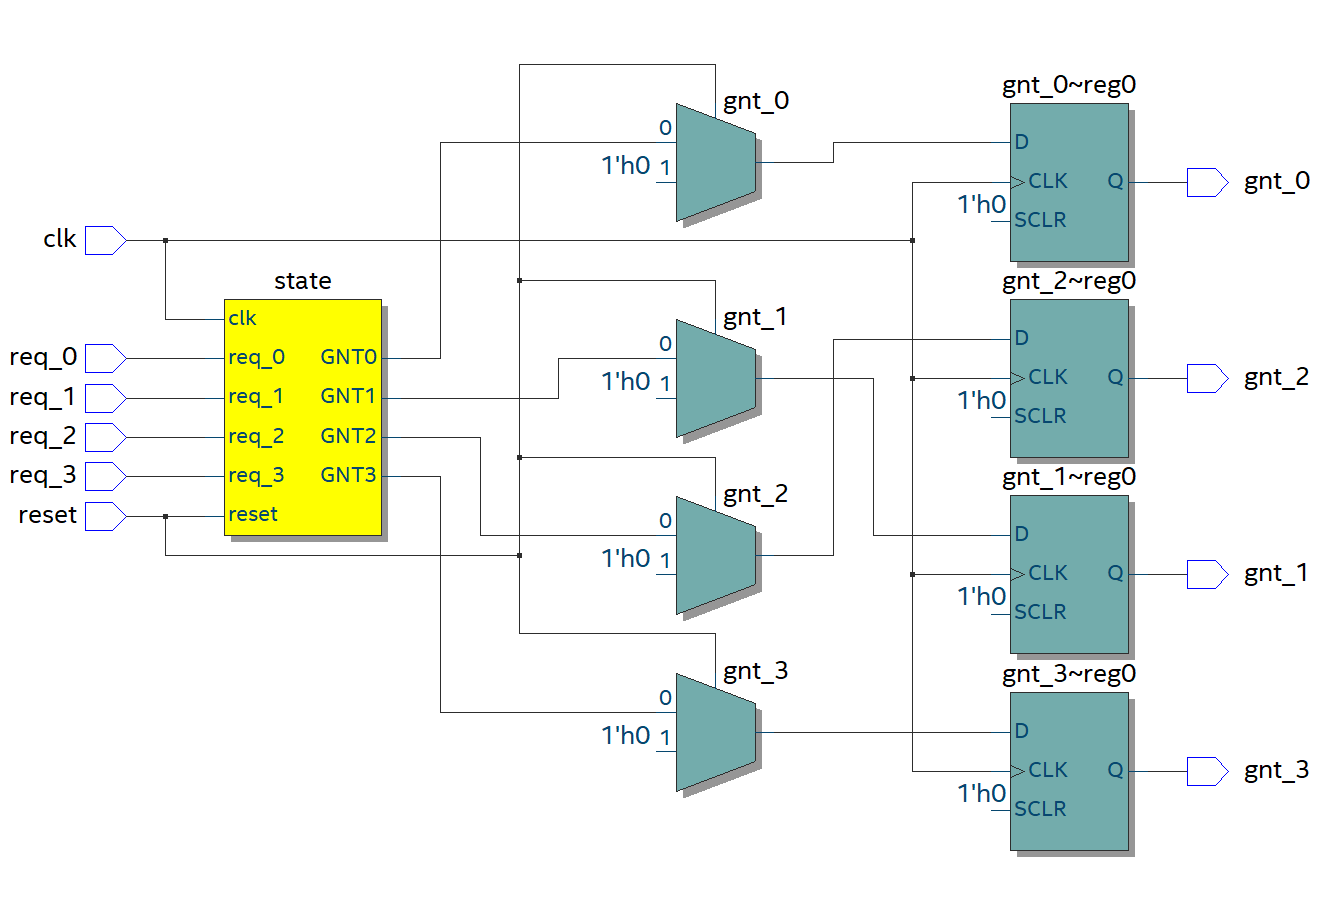 clk
req_0
req_1
req_2
req_3
reset
state
clk
req_0 GNT0
req_1 GNT1
req_2 GNT2
req_3 GNT3
reset
gnt_0
0
1'h0 1
gnt_1
0
1'h0 1
gnt_2
0
1'h0 1
gnt_3
0
1'h0 1
gnt_0~reg0
D
CLK Q
1'h0 SCLR
gnt_0
gnt_2~reg0
D
CLK Q
1'h0 SCLR
gnt_2
gnt_1~reg0
D
CLK Q
1'h0 SCLR
gnt_1
gnt_3~reg0
D
CLK Q
1'h0 SCLR
gnt_3